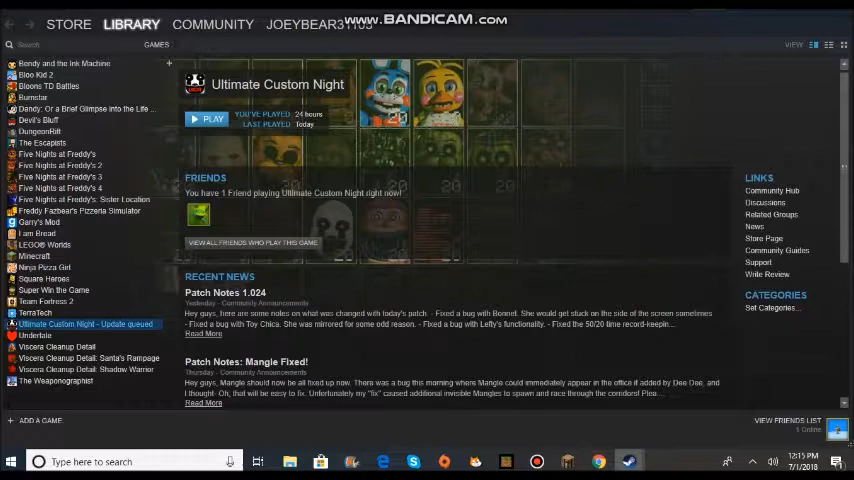 www.BANDICAM.com
STORE LIBRARY COMMUNITY
Search GAMES VIEW
Bendy and the Ink Machine
Bloo Kid 2
Bloons TD Battles
Burnstar
Dandy: Or a Brief Glimpse into the Life ...
Devil's Bluff
DungeonRift
The Escapists
Five Nights at Freddy's
Five Nights at Freddy's 2
Five Nights at Freddy's 3
Five Nights at Freddy's 4
Five Nights at Freddy's: Sister Location
Freddy Fazbear's Pizzeria Simulator
Garry's Mod
I am Bread
LEGO® Worlds
Minecraft
Ninja Pizza Girl
Square Heroes
Super Win the Game
Team Fortress 2
TerraTech
Ultimate Custom Night - Update queued
Undertale
Viscera Cleanup Detail
Viscera Cleanup Detail: Santa's Rampage
Viscera Cleanup Detail: Shadow Warrior
The Weaponographist
+ ADD A GAME
Ultimate Custom Night
PLAY
YOU'VE PLAYED: 24 hours
LAST PLAYED: Today
20
20 20 20 20
FRIENDS
You have 1 Friend playing Ultimate Custom Night right now!
VIEW ALL FRIENDS WHO PLAY THIS GAME
RECENT NEWS
Patch Notes 1.024
Yesterday - Community Announcements
Hey guys, here are some notes on what was changed with today's patch. - Fixed a bug with Bonnet. She would get stuck on the side of the screen sometimes
- Fixed a bug with Toy Chica. She was mirrored for some odd reason. - Fixed a bug with Lefty's functionality. - Fixed the 50/20 time record-keepin...
Read More
Patch Notes: Mangle Fixed!
Thursday - Community Announcements
Hey guys, Mangle should now be all fixed up now. There was a bug this morning where Mangle could immediately appear in the office if added by Dee Dee, and
I thought- Oh, that will be easy to fix. Unfortunately my "fix" caused additional invisible Mangles to spawn and race through the corridors! Plea...
Read More
LINKS
Community Hub
Discussions
Related Groups
News
Store Page
Community Guides
Support
Write Review
CATEGORIES
Set Categories...
VIEW FRIENDS LIST
1 Online
Type here to search
12:15 PM
7/1/2018